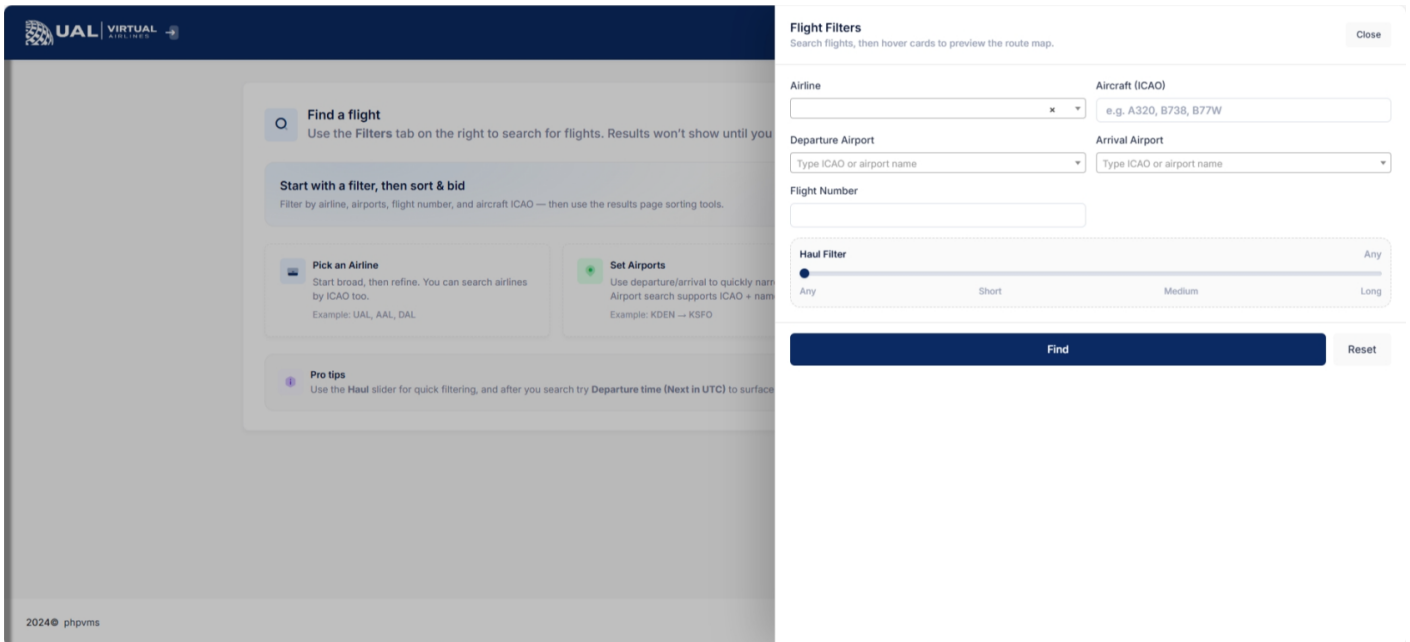 UAL VIRTUAL
AIRLINES
Find a flight
Use the Filters tab on the right to search for flights. Results won't show until you
Start with a filter, then sort & bid
Filter by airline, airports, flight number, and aircraft ICAO — then use the results page sorting tools.
Pick an Airline
Start broad, then refine. You can search airlines
by ICAO too.
Example: UAL, AAL, DAL
Set Airports
Use departure/arrival to quickly narr
Airport search supports ICAO + nam
Example: KDEN → KSFO
Pro tips
Use the Haul slider for quick filtering, and after you search try Departure time (Next in UTC) to surface
2024© phpvms
Flight Filters
Search flights, then hover cards to preview the route map.
Close
Airline
×
Aircraft (ICAO)
e.g. A320, B738, B77W
Departure Airport
Type ICAO or airport name
Arrival Airport
Type ICAO or airport name
Flight Number
Haul Filter Any
Any Short Medium Long
Find Reset